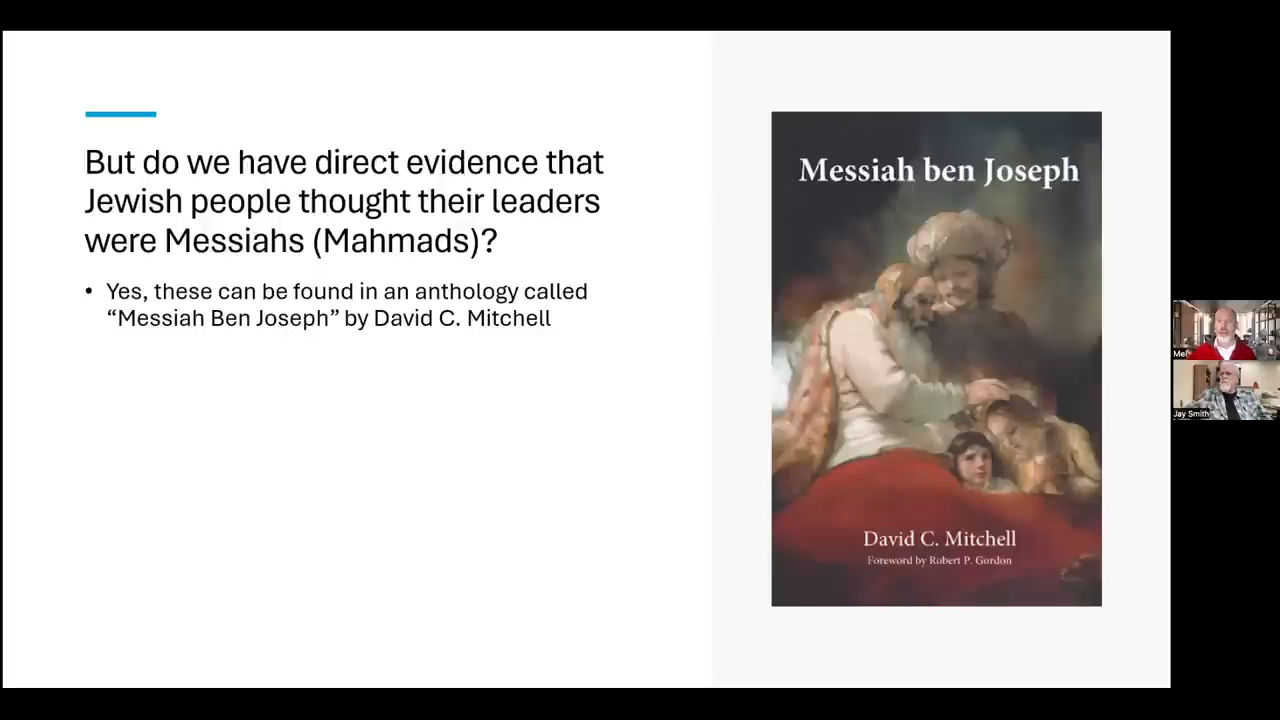 But do we have direct evidence that
Jewish people thought their leaders
were Messiahs (Mahmads)?
• Yes, these can be found in an anthology called
“Messiah Ben Joseph” by David C. Mitchell
Messiah ben Joseph
David C. Mitchell
Foreword by Robert P. Gordon
Mel
Jay Smith